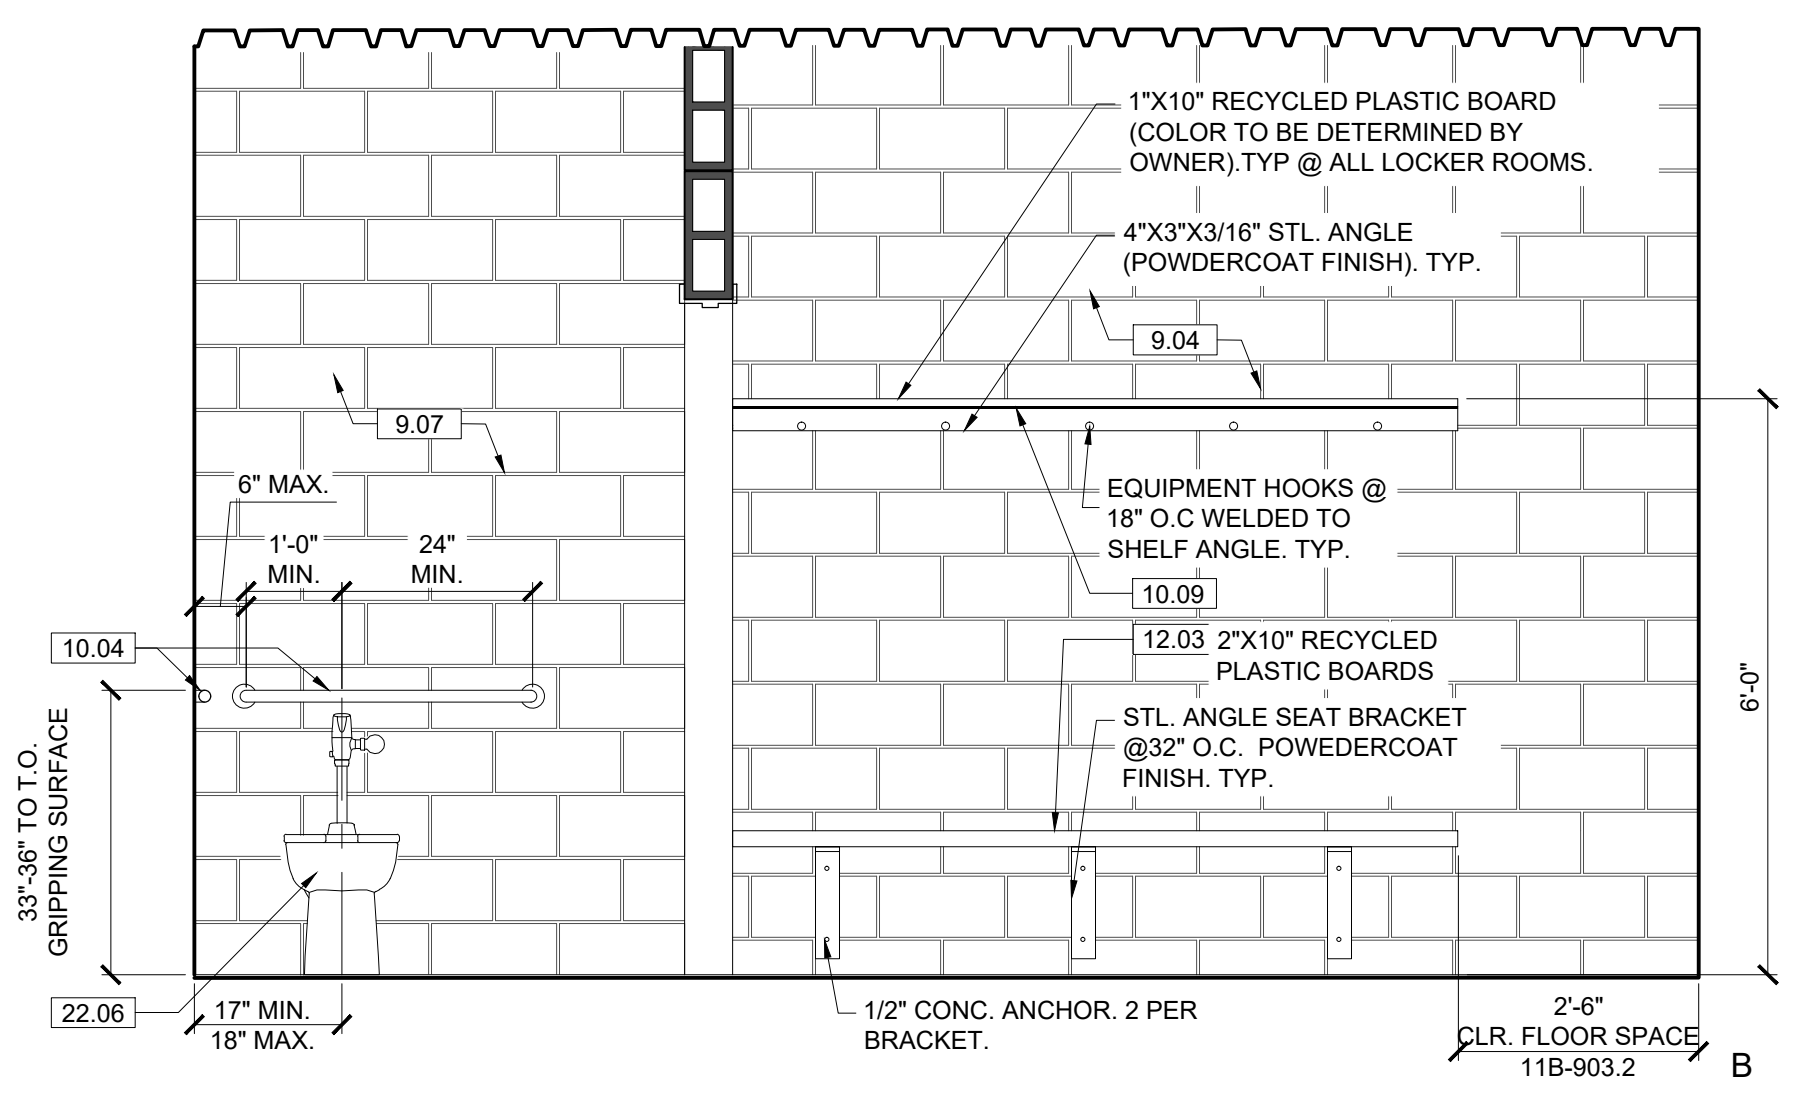 1"X10" RECYCLED PLASTIC BOARD
(COLOR TO BE DETERMINED BY
OWNER).TYP @ ALL LOCKER ROOMS.
4"X3"X3/16" STL. ANGLE
(POWDERCOAT FINISH). TYP.
9.04
9.07
6" MAX.
1'-0"
MIN.
24"
MIN.
EQUIPMENT HOOKS @
18" O.C WELDED TO
SHELF ANGLE. TYP.
10.09
10.04
12.03 2"X10" RECYCLED
PLASTIC BOARDS
6'-0"
STL. ANGLE SEAT BRACKET
@32" O.C. POWEDERCOAT
FINISH. TYP.
33"-36" TO T.O.
GRIPPING SURFACE
22.06
17" MIN.
18" MAX.
1/2" CONC. ANCHOR. 2 PER
BRACKET.
2'-6"
CLR. FLOOR SPACE
11B-903.2
B